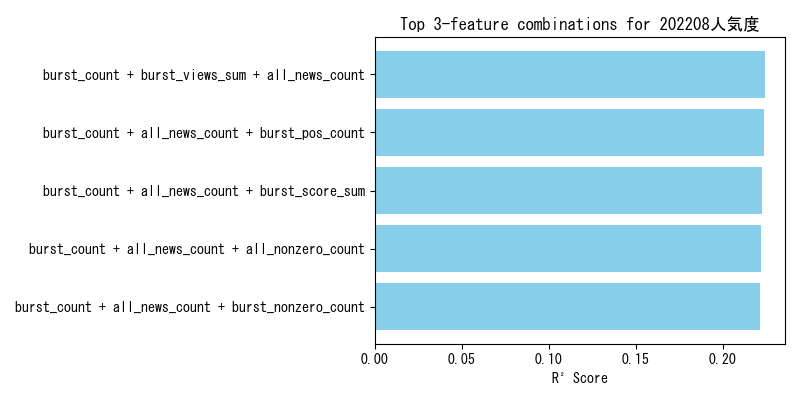 Top 3-feature combinations for 202208人気度
burst_count + burst_views_sum + all_news_count
burst_count + all_news_count + burst_pos_count
burst_count + all_news_count + burst_score_sum
burst_count + all_news_count + all_nonzero_count
burst_count + all_news_count + burst_nonzero_count
0.00 0.05 0.10 0.15 0.20
R² Score